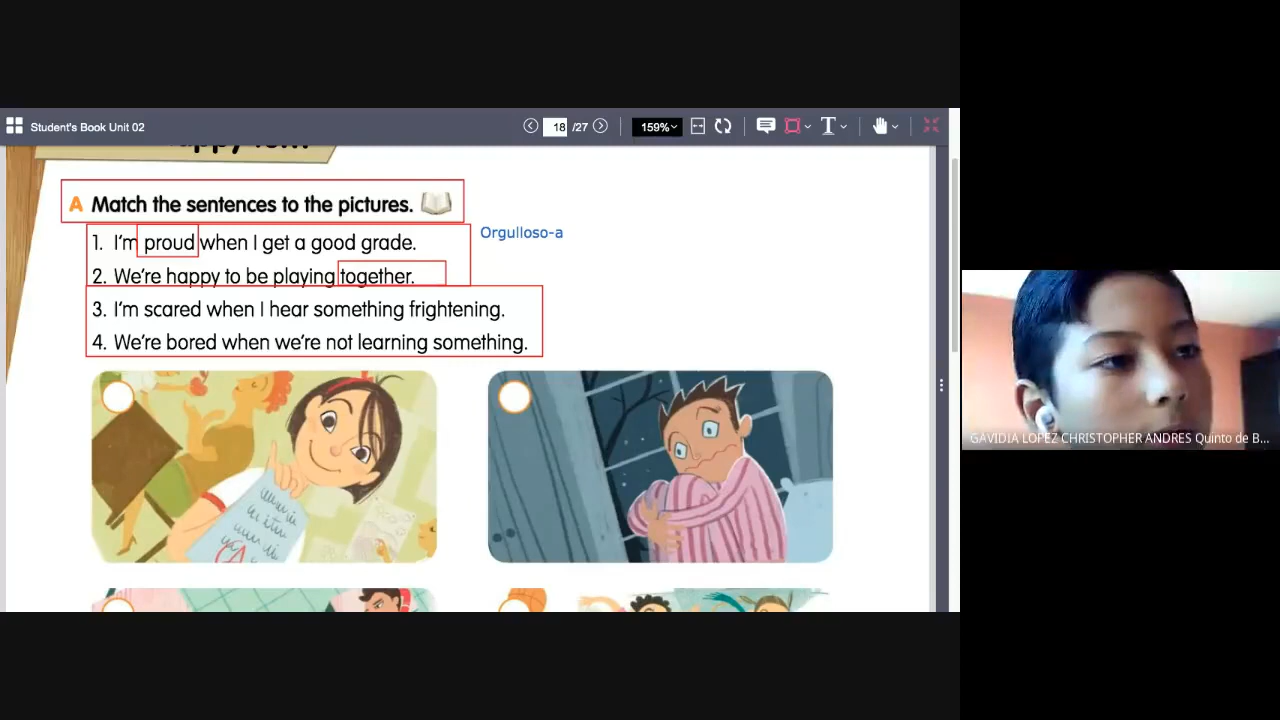 Student's Book Unit 02
18 /27
159%
T
A Match the sentences to the pictures.
1. I'm proud when I get a good grade.
Orgulloso-a
2. We're happy to be playing together.
3. I'm scared when I hear something frightening.
4. We're bored when we're not learning something.
GAVIDIA LOPEZ CHRISTOPHER ANDRES Quinto de B...